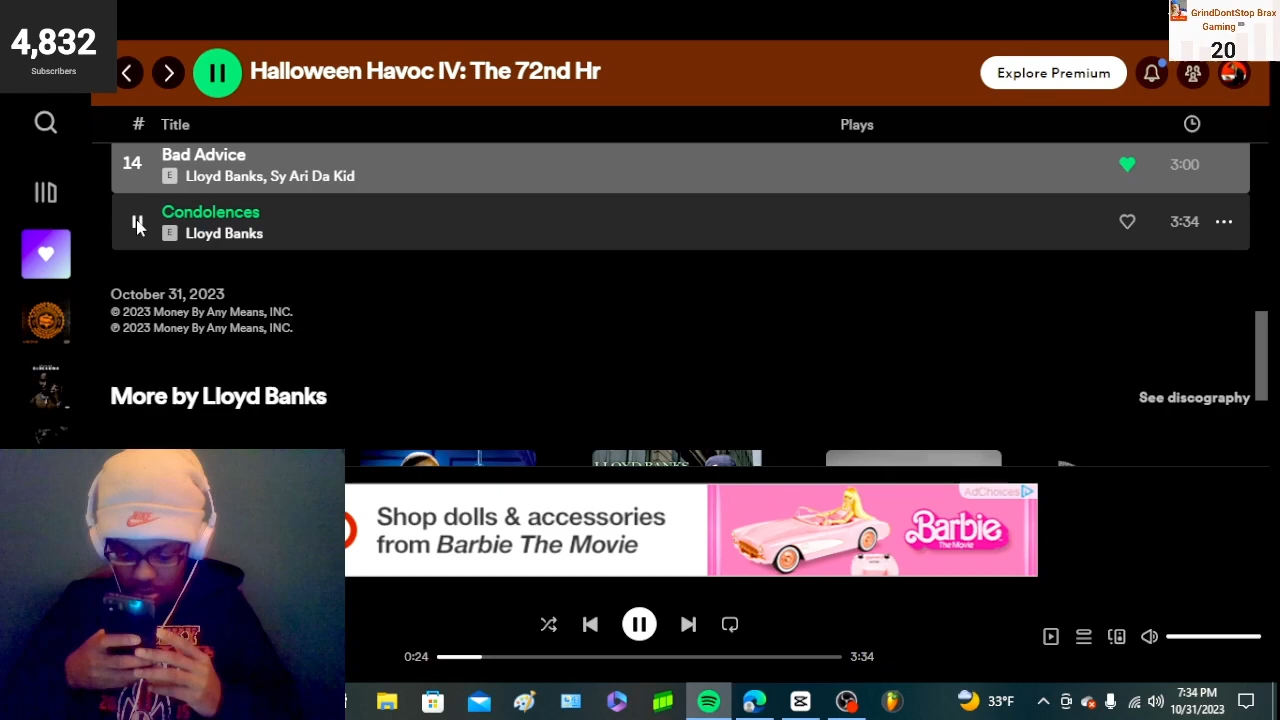 4,832
Subscribers
GrindDontStop Brax
Gaming
20
Halloween Havoc IV: The 72nd Hr
Explore Premium
# Title Plays
14 Bad Advice 3:00
E Lloyd Banks, Sy Ari Da Kid
Condolences 3:34
E Lloyd Banks
October 31, 2023
© 2023 Money By Any Means, INC.
℗ 2023 Money By Any Means, INC.
More by Lloyd Banks
See discography
LLOYD BANKS
AdChoices
Shop dolls & accessories
from Barbie The Movie
Barbie
The Movie
0:24 3:34
33°F
7:34 PM
10/31/2023